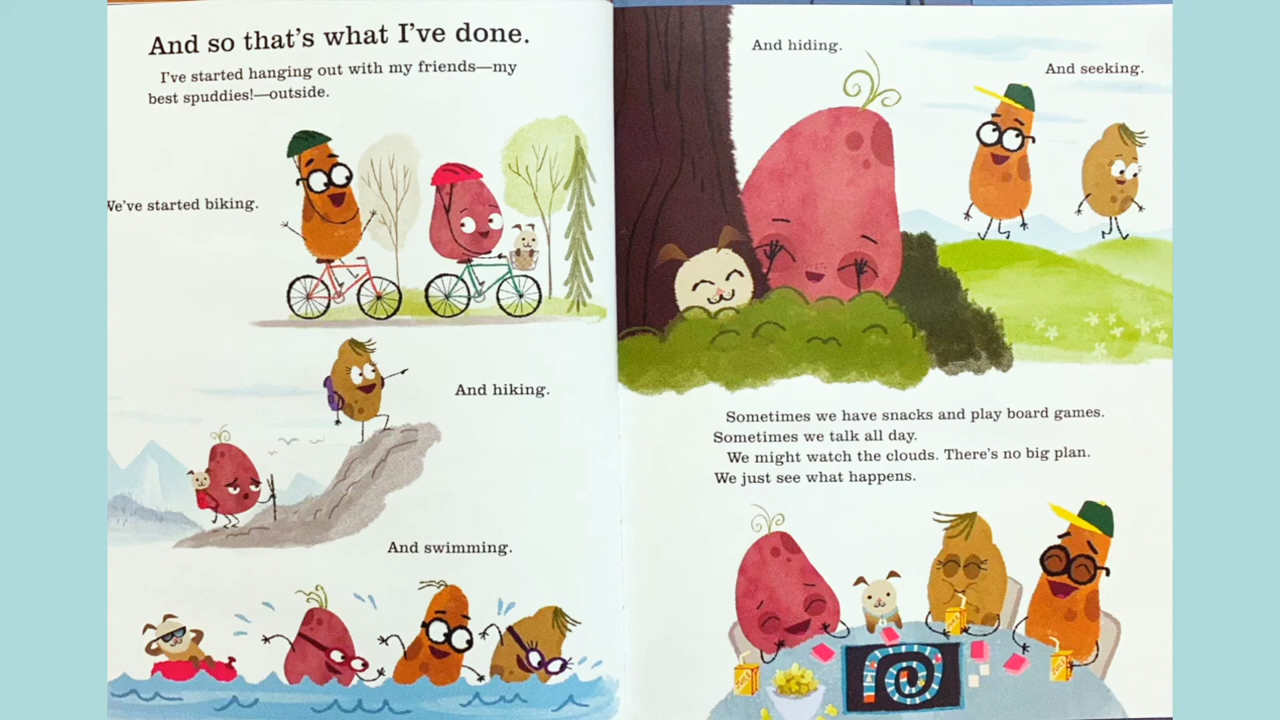 And so that's what I've done.
I've started hanging out with my friends—my
best spuddies!—outside.
We've started biking.
And hiking.
And swimming.
And hiding.
And seeking.
Sometimes we have snacks and play board games.
Sometimes we talk all day.
We might watch the clouds. There's no big plan.
We just see what happens.